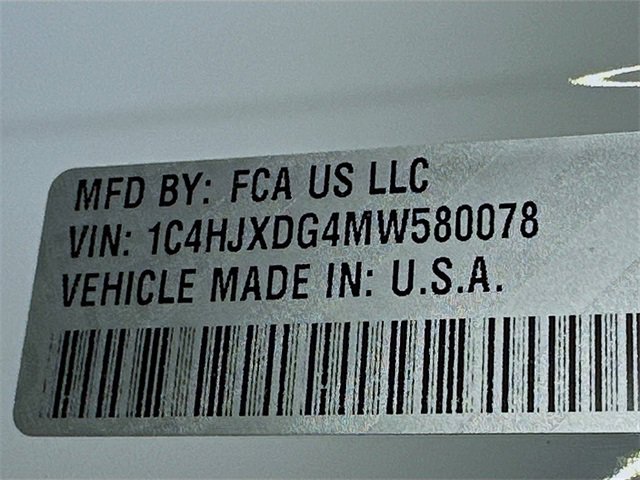 MFD BY: FCA US LLC
VIN: 1C4HJXDG4MW580078
VEHICLE MADE IN: U.S.A.